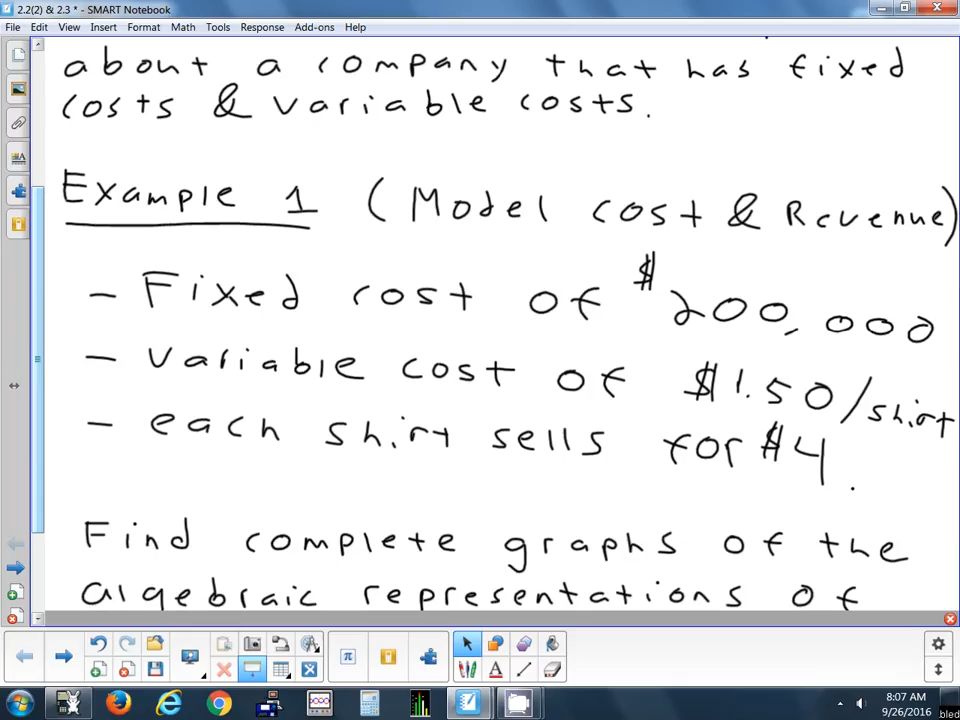 2.2(2) & 2.3 * - SMART Notebook
File Edit View Insert Format Math Tools Response Add-ons Help
about a company that has fixed
costs & variable costs.
Example 1 (Model Cost & Revenue)
- Fixed cost of $200,000
- variable cost of $1.50/shirt
- each shirt sells for $4.
Find complete graphs of the
algebraic representations of
8:07 AM
9/26/2016
bled